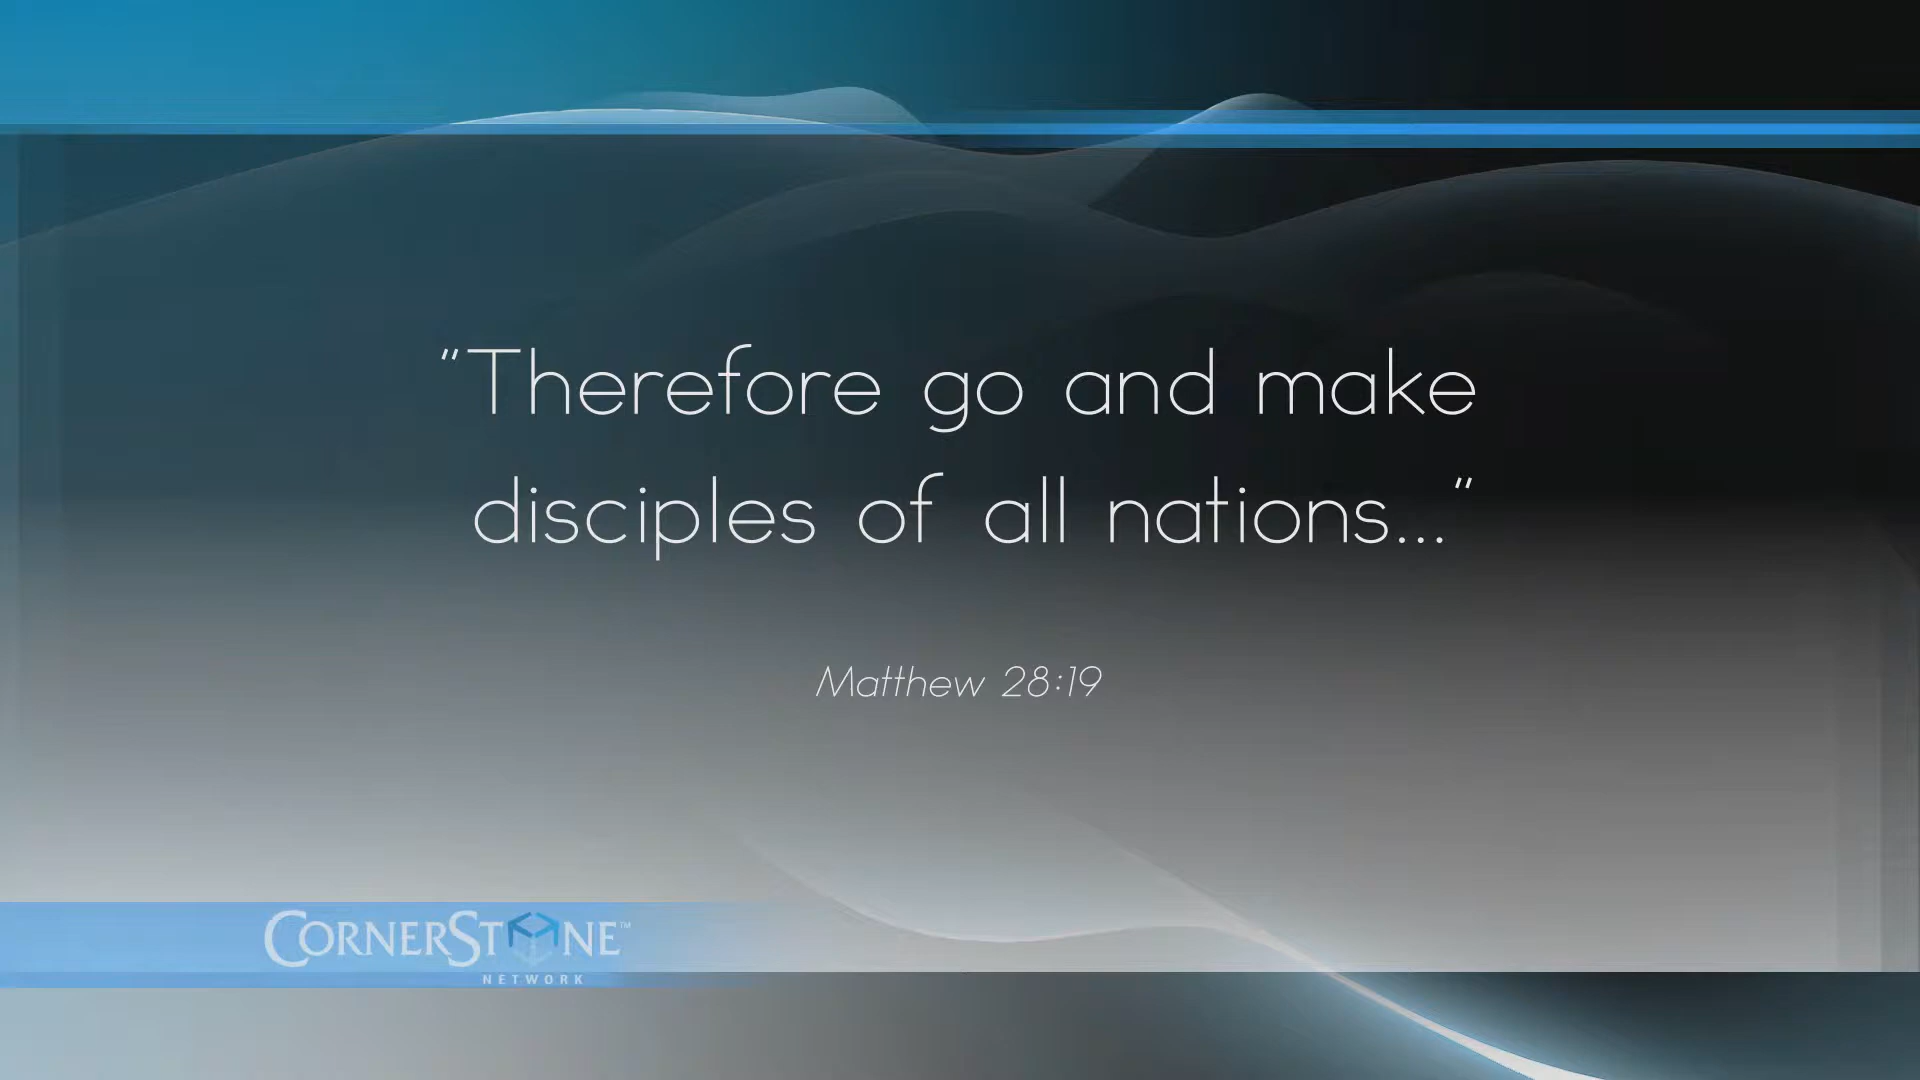 "Therefore go and make
disciples of all nations..."
Matthew 28:19
CORNERSTONE™
NETWORK